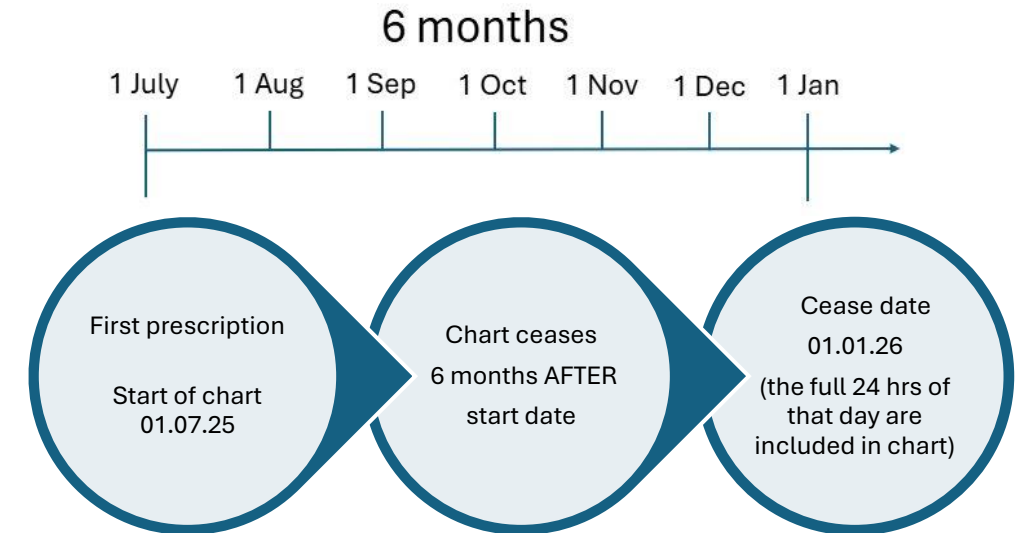 6 months
1 July 1 Aug 1 Sep 1 Oct 1 Nov 1 Dec 1 Jan
First prescription
Start of chart
01.07.25
Chart ceases
6 months AFTER
start date
Cease date
01.01.26
(the full 24 hrs of
that day are
included in chart)